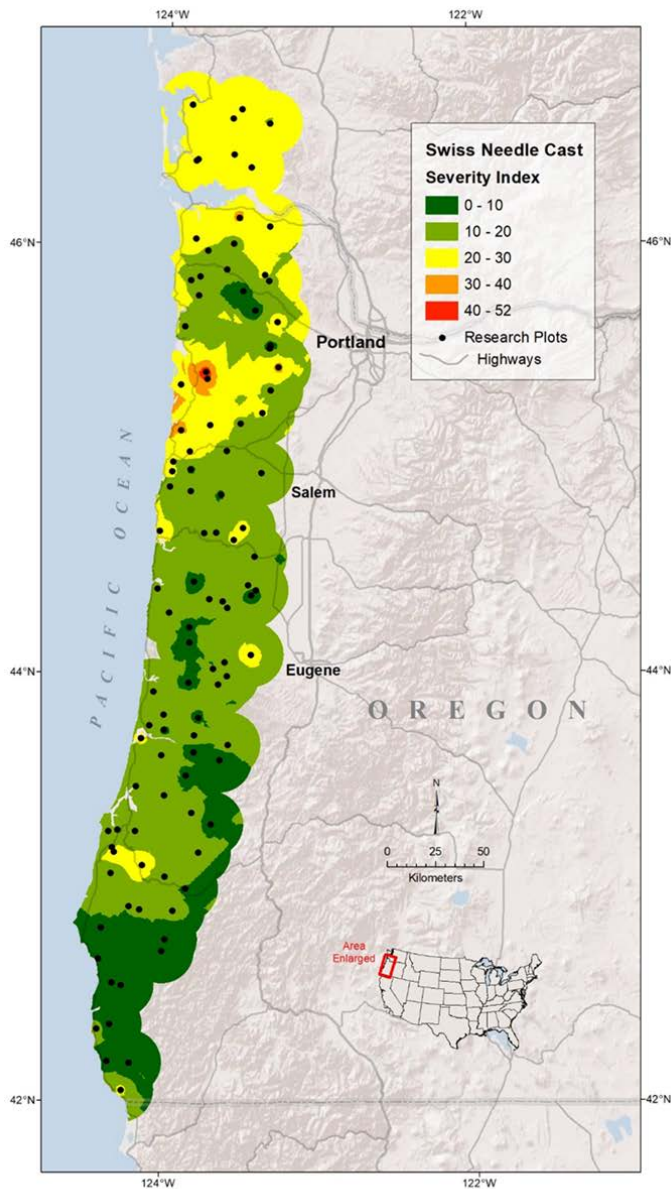 124°W
122°W
Swiss Needle Cast
Severity Index
0 - 10
10 - 20
20 - 30
30 - 40
40 - 52
Research Plots
Highways
46°N
46°N
Portland
PACIFIC OCEAN
Salem
44°N
44°N
Eugene
OREGON
N
0 25 50
Kilometers
Area
Enlarged
42°N
42°N
124°W
122°W